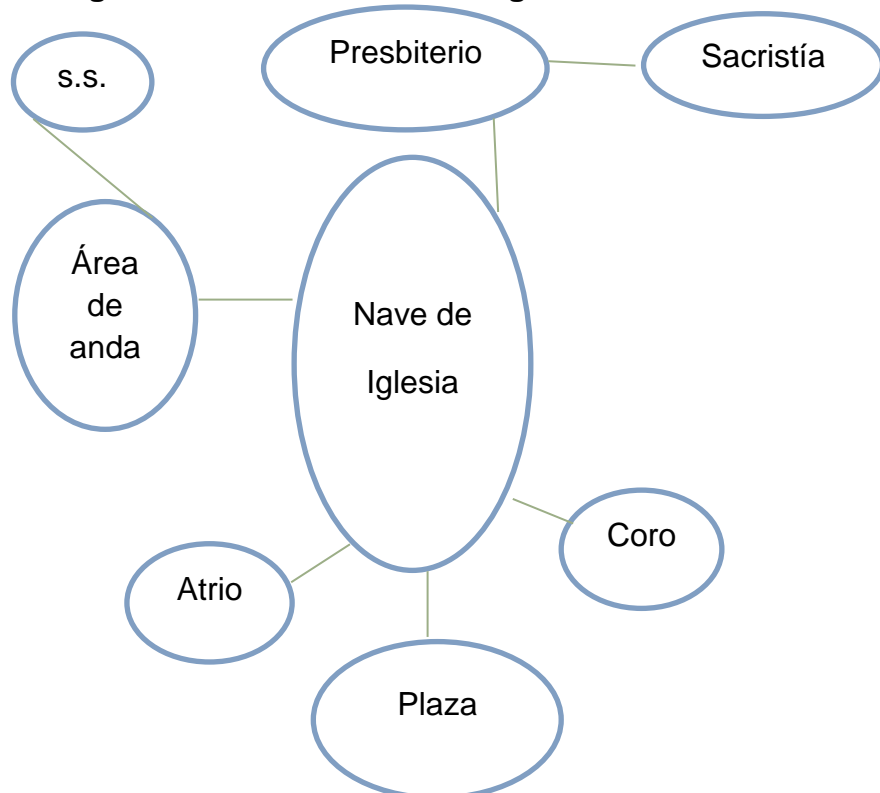 Presbiterio
Sacristía
s.s.
Área
de
anda
Nave de
Iglesia
Coro
Atrio
Plaza